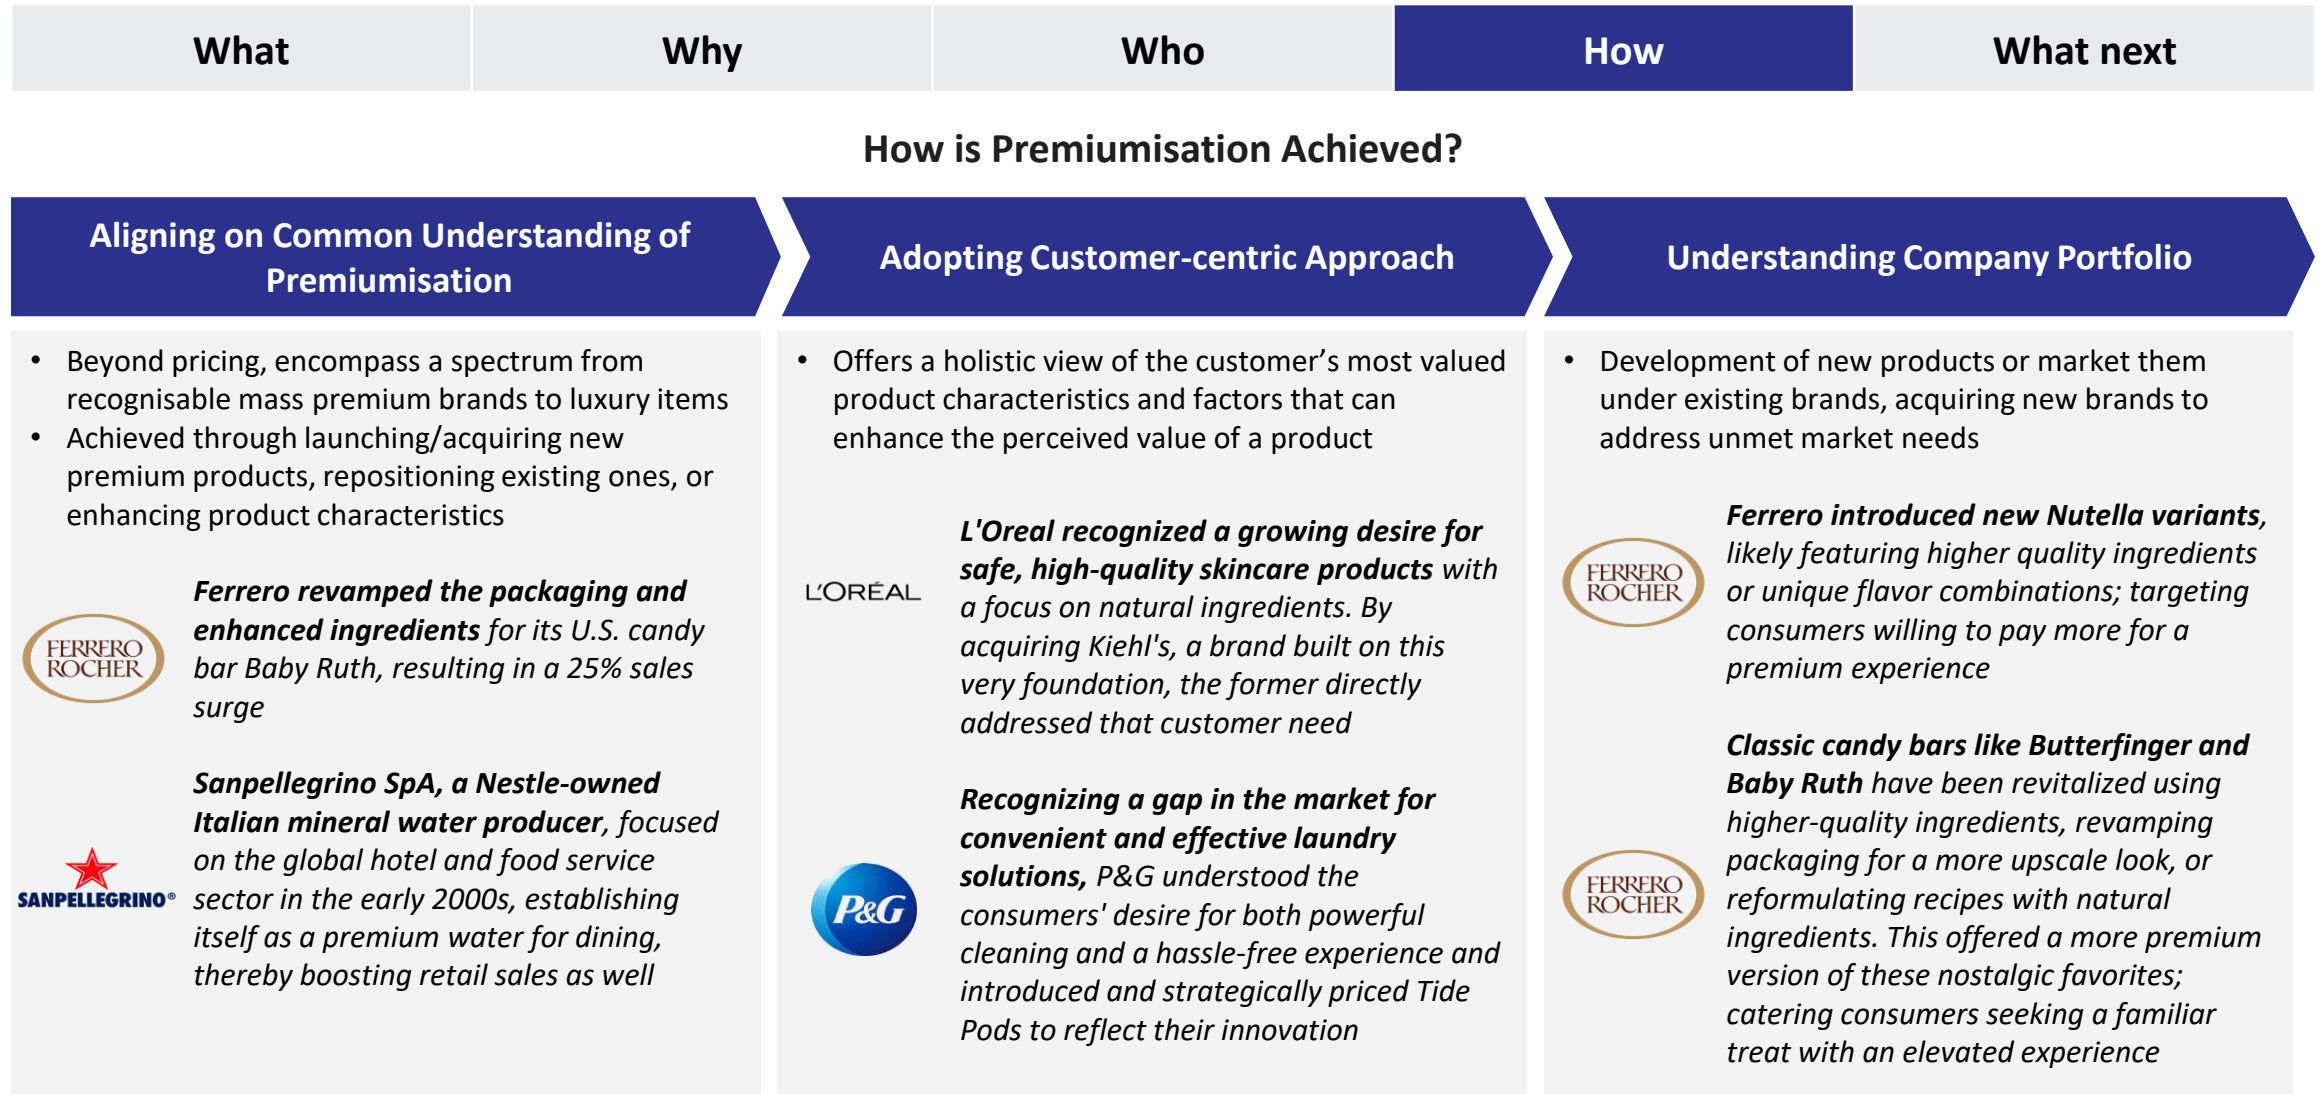 What
Why
Who
How
What next
How is Premiumisation Achieved?
Aligning on Common Understanding of
Premiumisation
• Beyond pricing, encompass a spectrum from
recognisable mass premium brands to luxury items
• Achieved through launching/acquiring new
premium products, repositioning existing ones, or
enhancing product characteristics
FERRERO
ROCHER
Ferrero revamped the packaging and
enhanced ingredients for its U.S. candy
bar Baby Ruth, resulting in a 25% sales
surge
SANPELLEGRINO®
Sanpellegrino SpA, a Nestle-owned
Italian mineral water producer, focused
on the global hotel and food service
sector in the early 2000s, establishing
itself as a premium water for dining,
thereby boosting retail sales as well
Adopting Customer-centric Approach
• Offers a holistic view of the customer’s most valued
product characteristics and factors that can
enhance the perceived value of a product
L'ORÉAL
L'Oreal recognized a growing desire for
safe, high-quality skincare products with
a focus on natural ingredients. By
acquiring Kiehl's, a brand built on this
very foundation, the former directly
addressed that customer need
P&G
Recognizing a gap in the market for
convenient and effective laundry
solutions, P&G understood the
consumers' desire for both powerful
cleaning and a hassle-free experience and
introduced and strategically priced Tide
Pods to reflect their innovation
Understanding Company Portfolio
• Development of new products or market them
under existing brands, acquiring new brands to
address unmet market needs
FERRERO
ROCHER
Ferrero introduced new Nutella variants,
likely featuring higher quality ingredients
or unique flavor combinations; targeting
consumers willing to pay more for a
premium experience
FERRERO
ROCHER
Classic candy bars like Butterfinger and
Baby Ruth have been revitalized using
higher-quality ingredients, revamping
packaging for a more upscale look, or
reformulating recipes with natural
ingredients. This offered a more premium
version of these nostalgic favorites;
catering consumers seeking a familiar
treat with an elevated experience